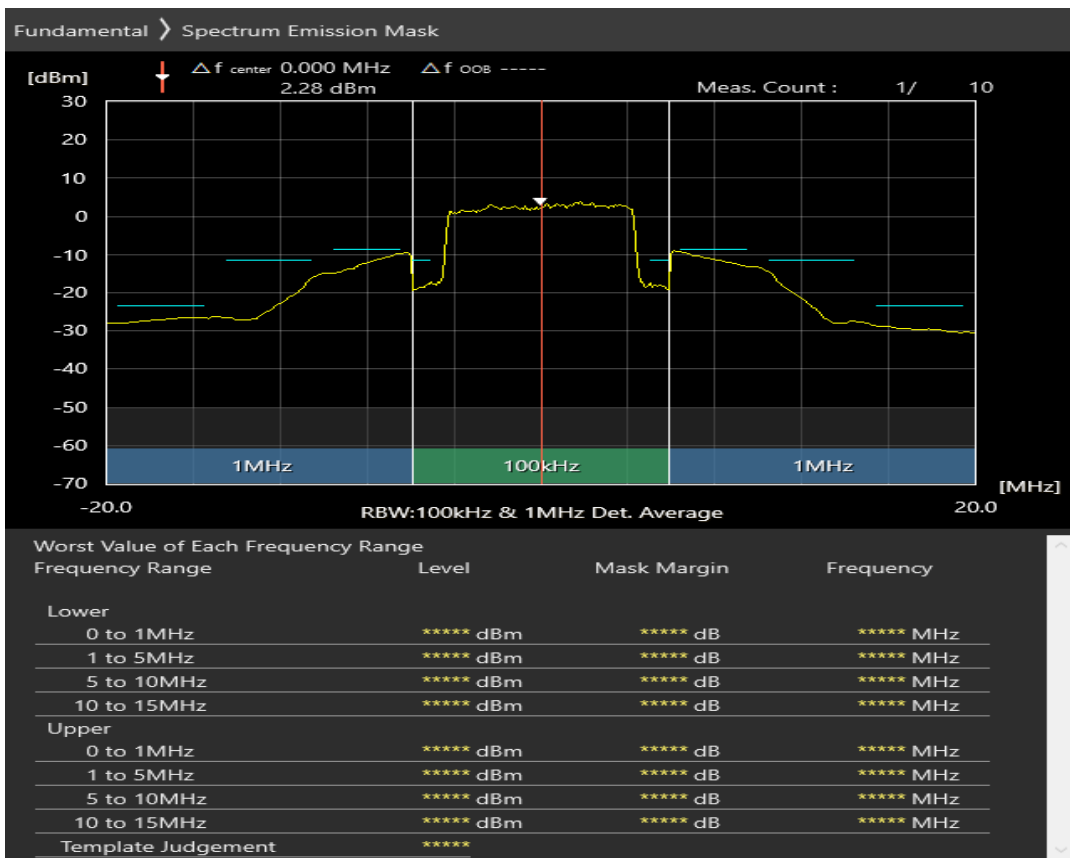 Fundamental ❯ Spectrum Emission Mask
[dBm] Δf center 0.000 MHz Δf OOB -----
2.28 dBm Meas. Count : 1/ 10
30
20
10
0
-10
-20
-30
-40
-50
-60
1MHz 100kHz 1MHz
-70 [MHz]
-20.0 RBW:100kHz & 1MHz Det. Average 20.0
Worst Value of Each Frequency Range
Frequency Range Level Mask Margin Frequency
Lower
0 to 1MHz ***** dBm ***** dB ***** MHz
1 to 5MHz ***** dBm ***** dB ***** MHz
5 to 10MHz ***** dBm ***** dB ***** MHz
10 to 15MHz ***** dBm ***** dB ***** MHz
Upper
0 to 1MHz ***** dBm ***** dB ***** MHz
1 to 5MHz ***** dBm ***** dB ***** MHz
5 to 10MHz ***** dBm ***** dB ***** MHz
10 to 15MHz ***** dBm ***** dB ***** MHz
Template Judgement *****